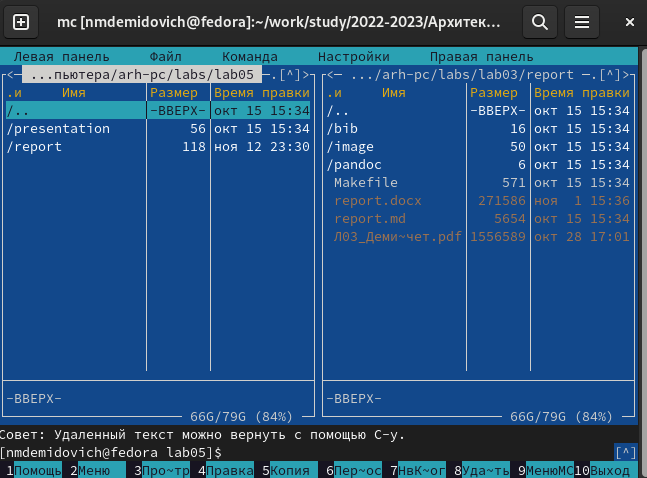 mc [nmdemidovich@fedora]:~/work/study/2022-2023/Архитек…
Левая панель Файл Команда Настройки Правая панель
<— ...пьютера/arh-pc/labs/lab05 —.[^]> <— .../arh-pc/labs/lab03/report —.[^]>
.и Имя Размер Время правки .и Имя Размер Время правки
/.. -ВВЕРХ- окт 15 15:34 /.. -ВВЕРХ- окт 15 15:34
/presentation 56 окт 15 15:34 /bib 16 окт 15 15:34
/report 118 ноя 12 23:30 /image 50 окт 15 15:34
/pandoc 6 окт 15 15:34
Makefile 571 окт 15 15:34
report.docx 271586 ноя 1 15:36
report.md 5654 окт 15 15:34
Л03_Деми~чет.pdf 1556589 окт 28 17:01
-ВВЕРХ- -ВВЕРХ-
66G/79G (84%) 66G/79G (84%)
Совет: Удаленный текст можно вернуть с помощью C-y.
[nmdemidovich@fedora lab05]$ [^]
1Помощь 2Меню 3Про~тр 4Правка 5Копия 6Пер~ос 7НвК~ог 8Уда~ть 9МенюMC 10Выход